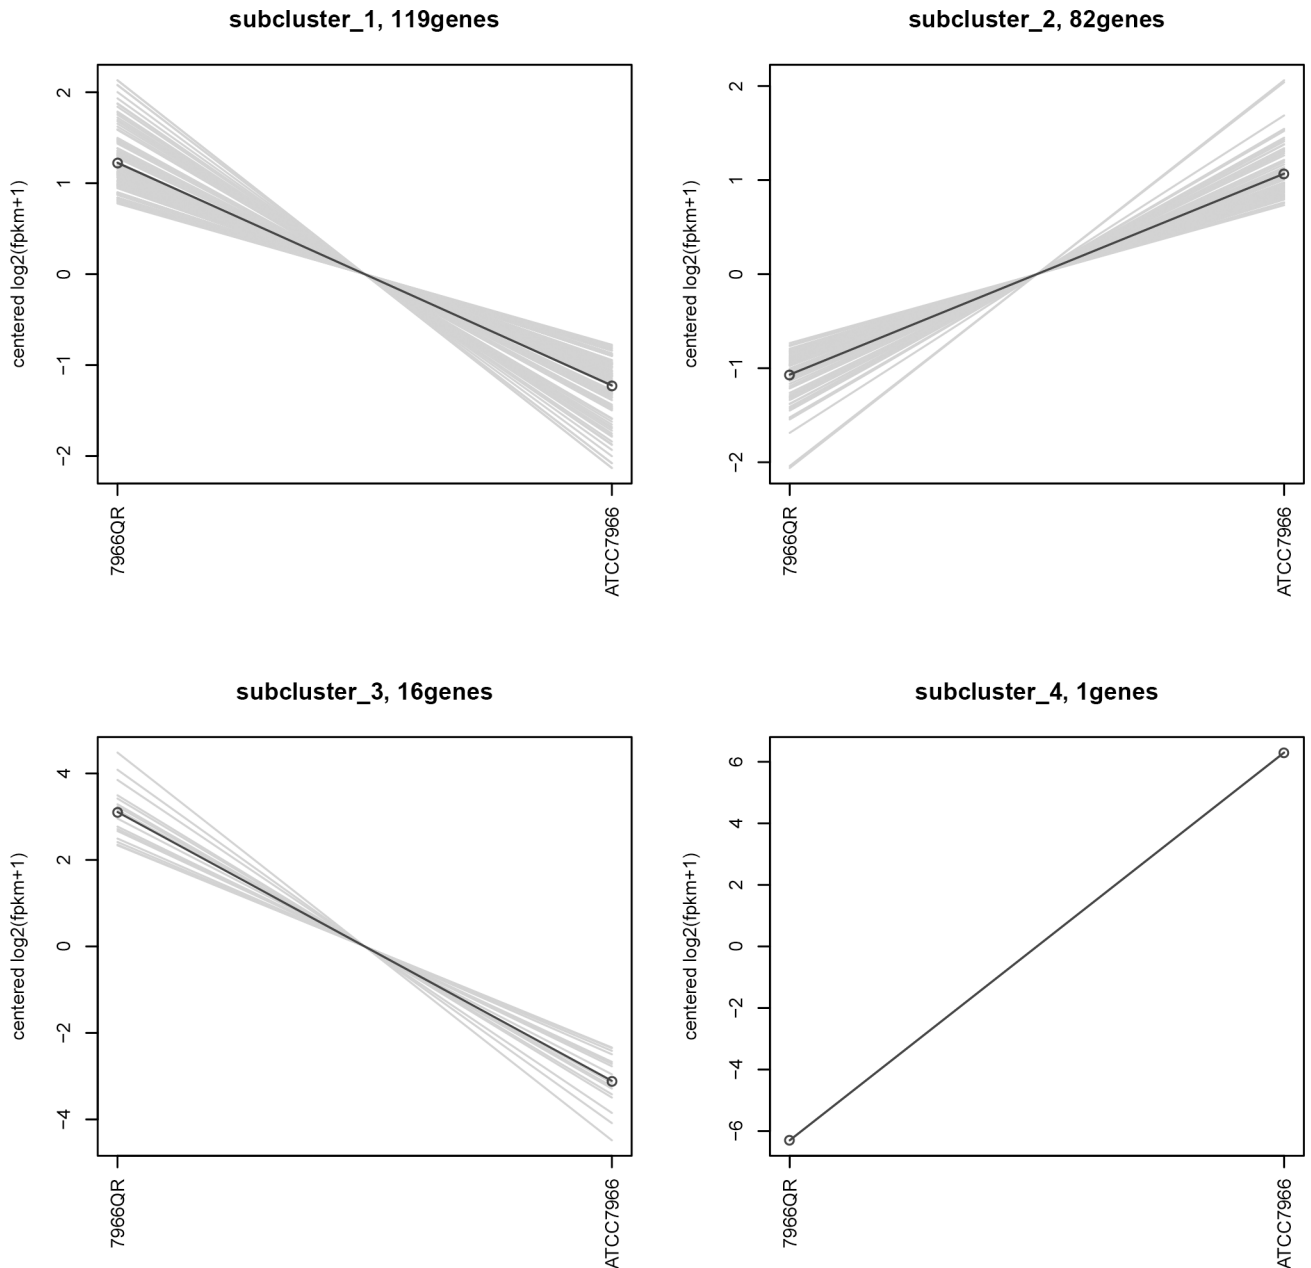 subcluster_1, 119genes
centered log2(fpkm+1)
2
1
0
−1
−2
7966QR
ATCC7966
subcluster_2, 82genes
centered log2(fpkm+1)
2
1
0
−1
−2
7966QR
ATCC7966
subcluster_3, 16genes
centered log2(fpkm+1)
4
2
0
−2
−4
7966QR
ATCC7966
subcluster_4, 1genes
centered log2(fpkm+1)
6
4
2
0
−2
−4
−6
7966QR
ATCC7966